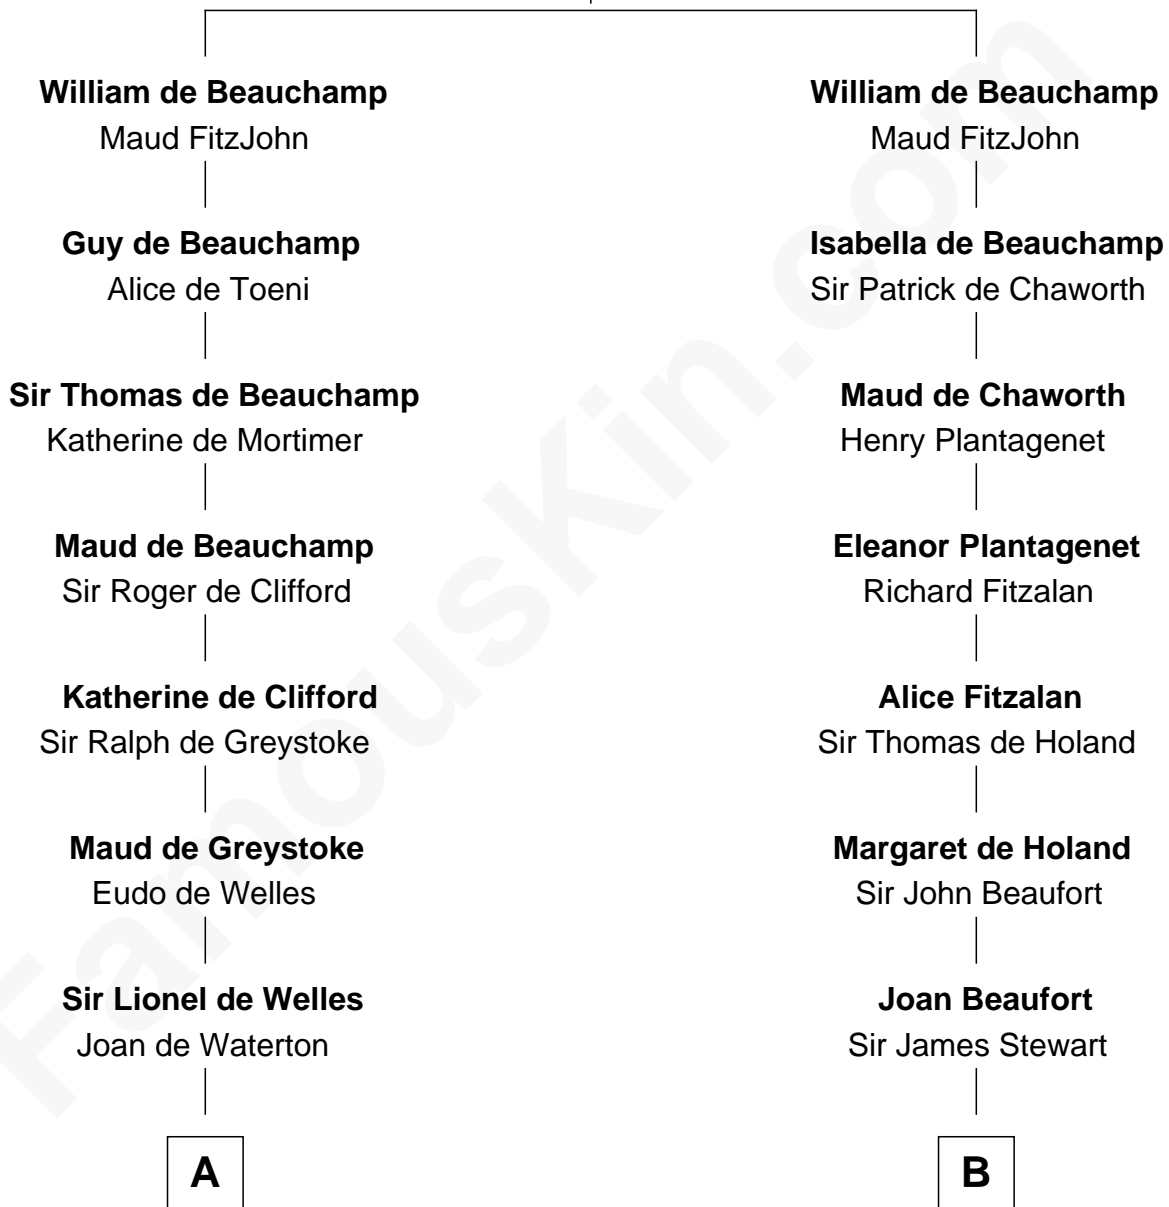 William de Beauchamp
Maud FitzJohn
Guy de Beauchamp
Alice de Toeni
Sir Thomas de Beauchamp
Katherine de Mortimer
Maud de Beauchamp
Sir Roger de Clifford
Katherine de Clifford
Sir Ralph de Greystoke
Maud de Greystoke
Eudo de Welles
Sir Lionel de Welles
Joan de Waterton
A
William de Beauchamp
Maud FitzJohn
Isabella de Beauchamp
Sir Patrick de Chaworth
Maud de Chaworth
Henry Plantagenet
Eleanor Plantagenet
Richard Fitzalan
Alice Fitzalan
Sir Thomas de Holand
Margaret de Holand
Sir John Beaufort
Joan Beaufort
Sir James Stewart
B
FamousKin.com